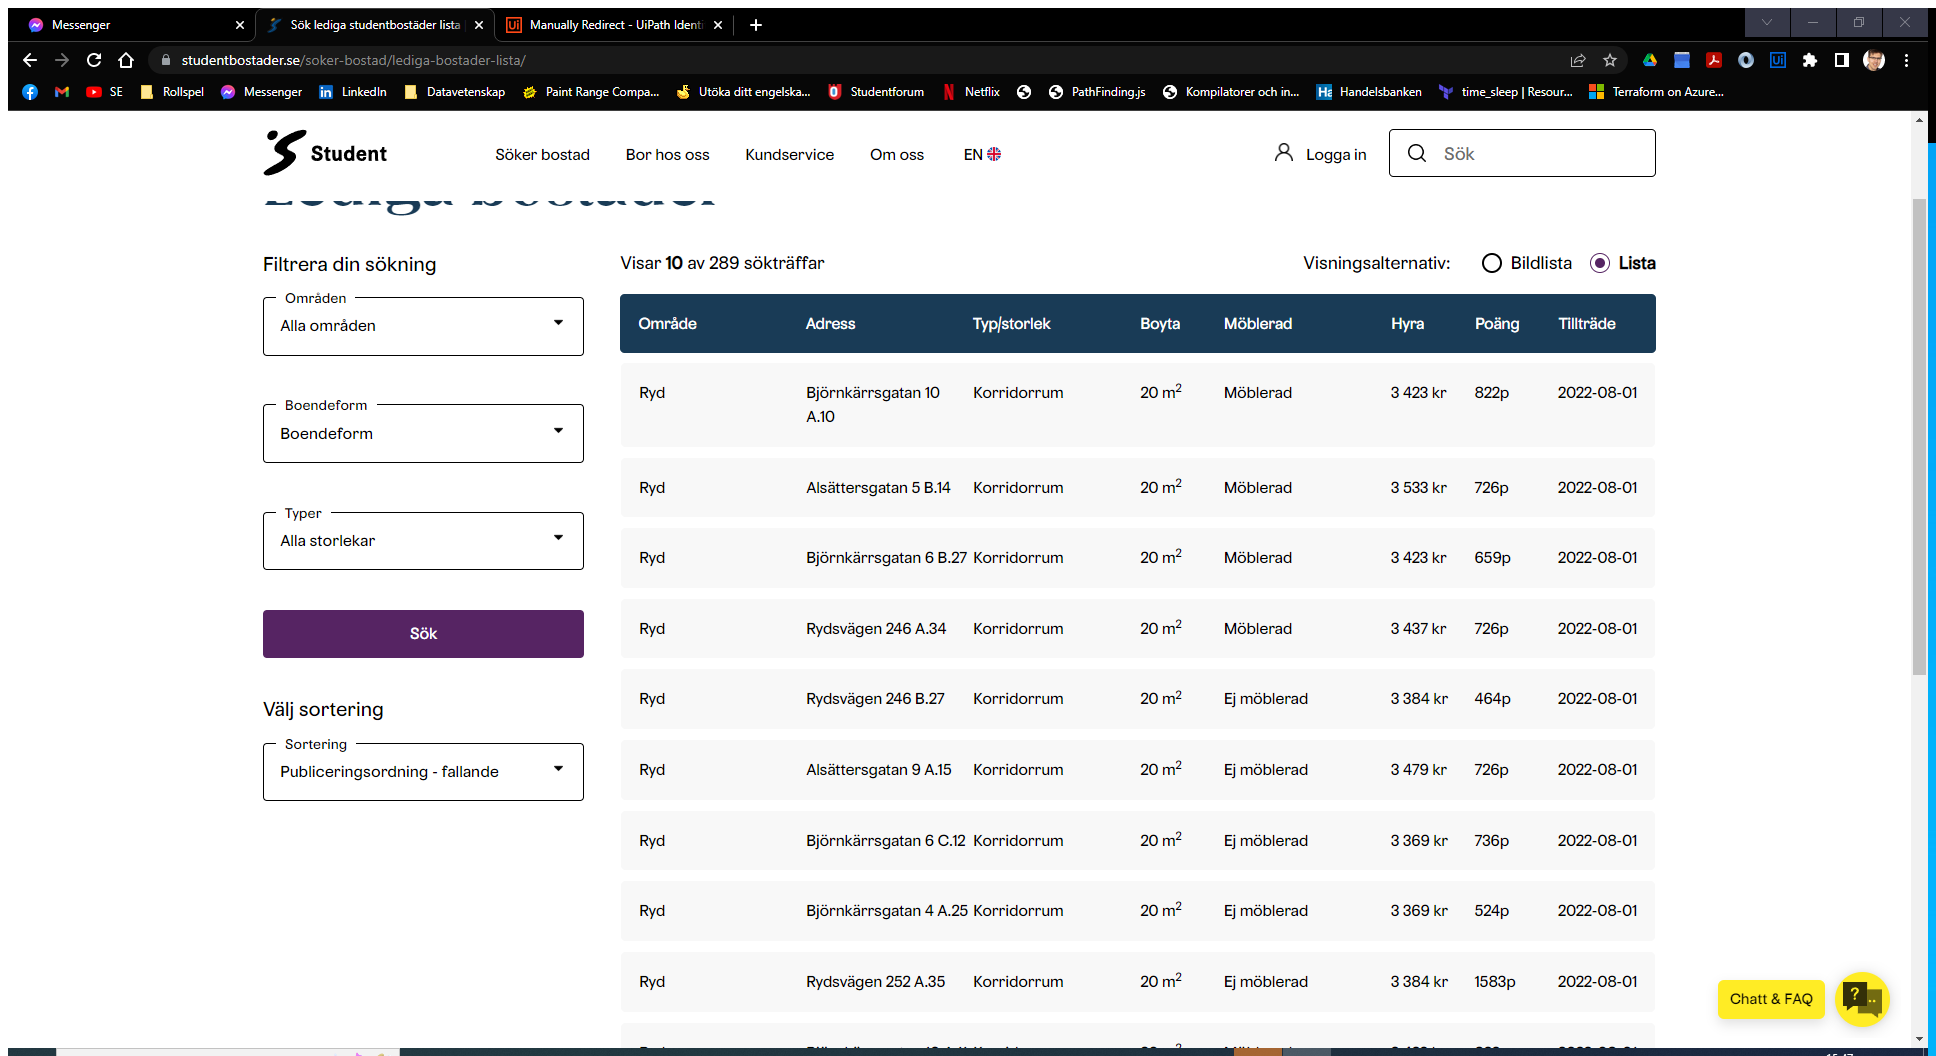 Messenger
Sök lediga studentbostäder lista
Manually Redirect - UiPath Identi
studentbostader.se/soker-bostad/lediga-bostader-lista/
SE Rollspel Messenger LinkedIn Datavetenskap Paint Range Compa... Utöka ditt engelska... Studentforum Netflix PathFinding.js Kompilatorer och in... Handelsbanken time_sleep | Resour... Terraform on Azure...
Student
Söker bostad Bor hos oss Kundservice Om oss EN
Logga in
Sök
Lediga bostäder
Filtrera din sökning
Visar 10 av 289 sökträffar
Visningsalternativ: Bildlista Lista
Områden
Alla områden
Boendeform
Boendeform
Typer
Alla storlekar
Sök
Välj sortering
Sortering
Publiceringsordning - fallande
Område Adress Typ/storlek Boyta Möblerad Hyra Poäng Tillträde
Ryd Björnkärrsgatan 10 A.10 Korridorrum 20 m² Möblerad 3 423 kr 822p 2022-08-01
Ryd Alsättersgatan 5 B.14 Korridorrum 20 m² Möblerad 3 533 kr 726p 2022-08-01
Ryd Björnkärrsgatan 6 B.27 Korridorrum 20 m² Möblerad 3 423 kr 659p 2022-08-01
Ryd Rydsvägen 246 A.34 Korridorrum 20 m² Möblerad 3 437 kr 726p 2022-08-01
Ryd Rydsvägen 246 B.27 Korridorrum 20 m² Ej möblerad 3 384 kr 464p 2022-08-01
Ryd Alsättersgatan 9 A.15 Korridorrum 20 m² Ej möblerad 3 479 kr 726p 2022-08-01
Ryd Björnkärrsgatan 6 C.12 Korridorrum 20 m² Ej möblerad 3 369 kr 736p 2022-08-01
Ryd Björnkärrsgatan 4 A.25 Korridorrum 20 m² Ej möblerad 3 369 kr 524p 2022-08-01
Ryd Rydsvägen 252 A.35 Korridorrum 20 m² Ej möblerad 3 384 kr 1583p 2022-08-01
Chatt & FAQ